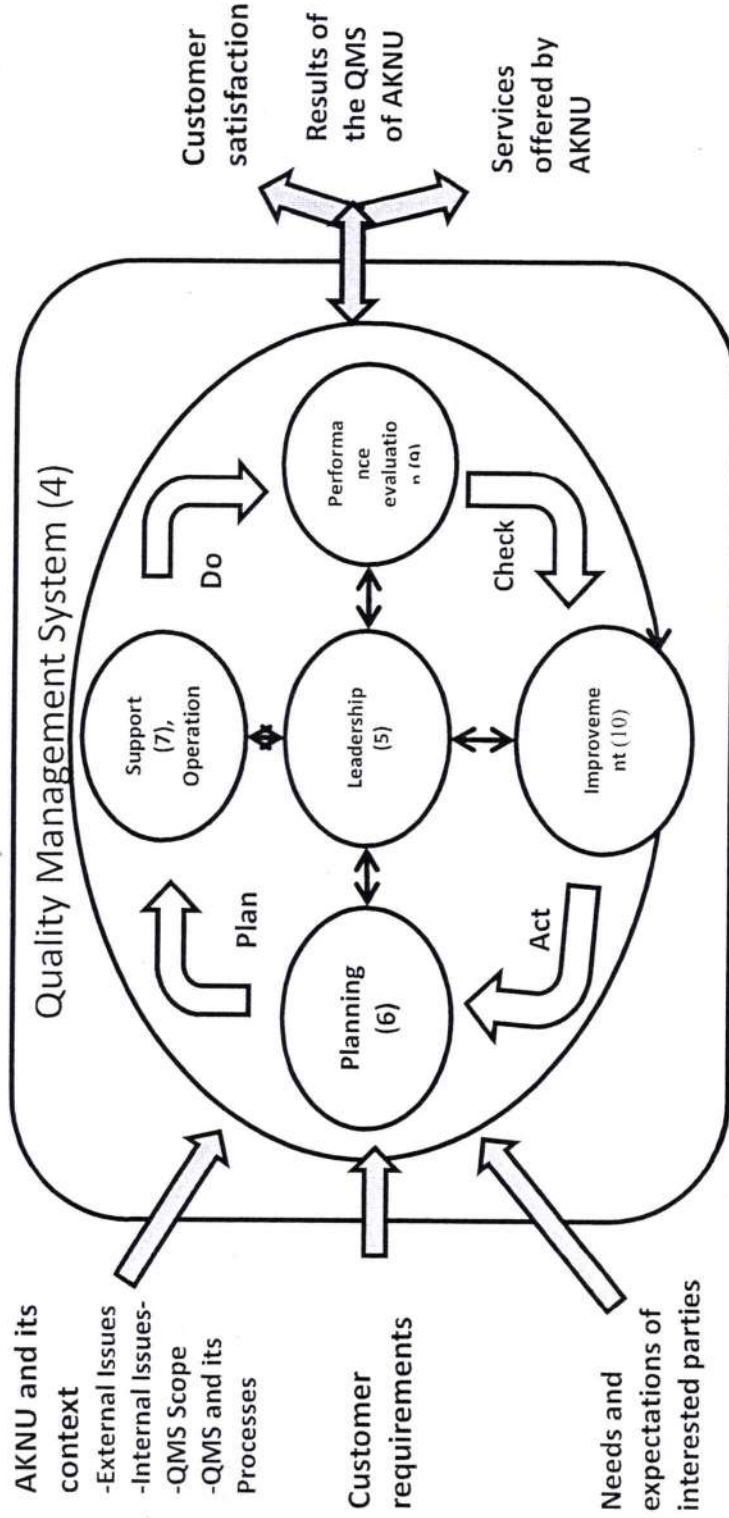 Quality Management System (4)
AKNU and its
context
-External Issues
-Internal Issues-
-QMS Scope
-QMS and its
Processes
Customer
requirements
Needs and
expectations of
interested parties
Plan
Support
(7),
Operation
Do
Planning
(6)
Leadership
(5)
Performa
nce
evaluatio
n (9)
Act
Improveme
nt (10)
Check
Customer
satisfaction
Results of
the QMS
of AKNU
Services
offered by
AKNU